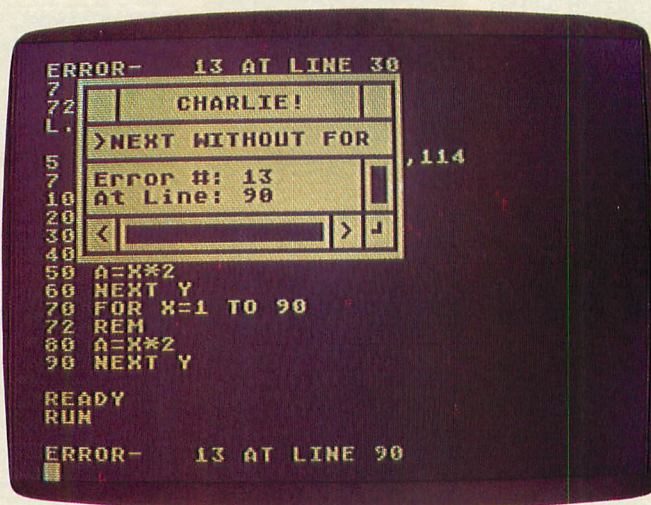 ERROR-    13 AT LINE 30
7
72
L.
CHARLIE!
>NEXT WITHOUT FOR
5 ,114
7 Error #: 13
10 At Line: 90
20
30 < >
40
50 A=X*2
60 NEXT Y
70 FOR X=1 TO 90
72 REM
80 A=X*2
90 NEXT Y
READY
RUN
ERROR-    13 AT LINE 90